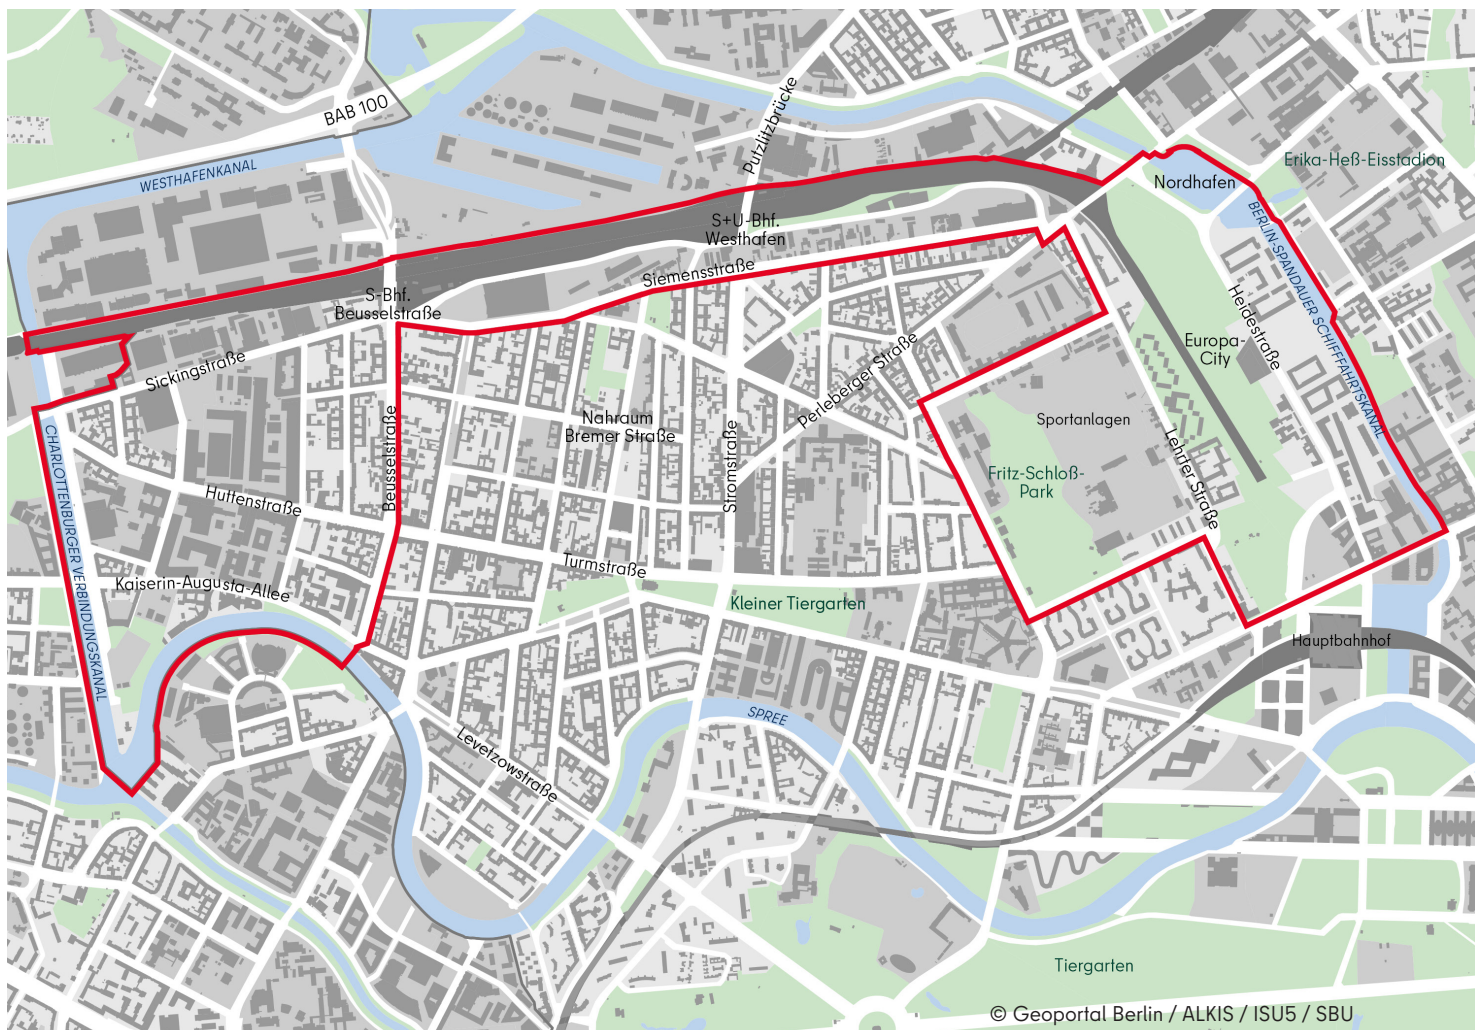 BAB 100
Putzlitzbrücke
WESTHAFENKANAL
Erika-Heß-Eisstadion
Nordhafen
S+U-Bhf.
Westhafen
BERLIN-SPANDAUER SCHIFFFAHRTSKANAL
Siemensstraße
S-Bhf.
Beusselstraße
Heidestraße
Europa-
City
Sickingstraße
Perleberger Straße
Nahraum
Bremer Straße
Sportanlagen
Beusselstraße
Stromstraße
Lehrter Straße
Fritz-Schloß-
Park
CHARLOTTENBURGER VERBINDUNGSKANAL
Huttenstraße
Turmstraße
Kaiserin-Augusta-Allee
Kleiner Tiergarten
Hauptbahnhof
SPREE
Levetzowstraße
Tiergarten
© Geoportal Berlin / ALKIS / ISU5 / SBU